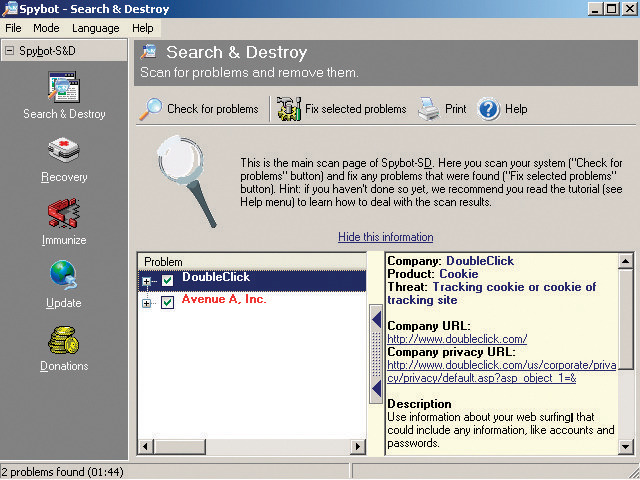 Spybot - Search & Destroy
File Mode Language Help
Spybot-S&D
Search & Destroy
Recovery
Immunize
Update
Donations
Search & Destroy
Scan for problems and remove them.
Check for problems Fix selected problems Print Help
This is the main scan page of Spybot-SD. Here you scan your system ("Check for
problems" button) and fix any problems that were found ("Fix selected problems"
button). Hint: if you haven't done so yet, we recommend you read the tutorial (see
Help menu) to learn how to deal with the scan results.
Hide this information
Problem
DoubleClick
Avenue A, Inc.
Company: DoubleClick
Product: Cookie
Threat: Tracking cookie or cookie of
tracking site
Company URL:
http://www.doubleclick.com/
Company privacy URL:
http://www.doubleclick.com/us/corporate/priva
cy/privacy/default.asp?asp_object_1=&
Description
Use information about your web surfing that
could include any information, like accounts and
passwords.
2 problems found (01:44)